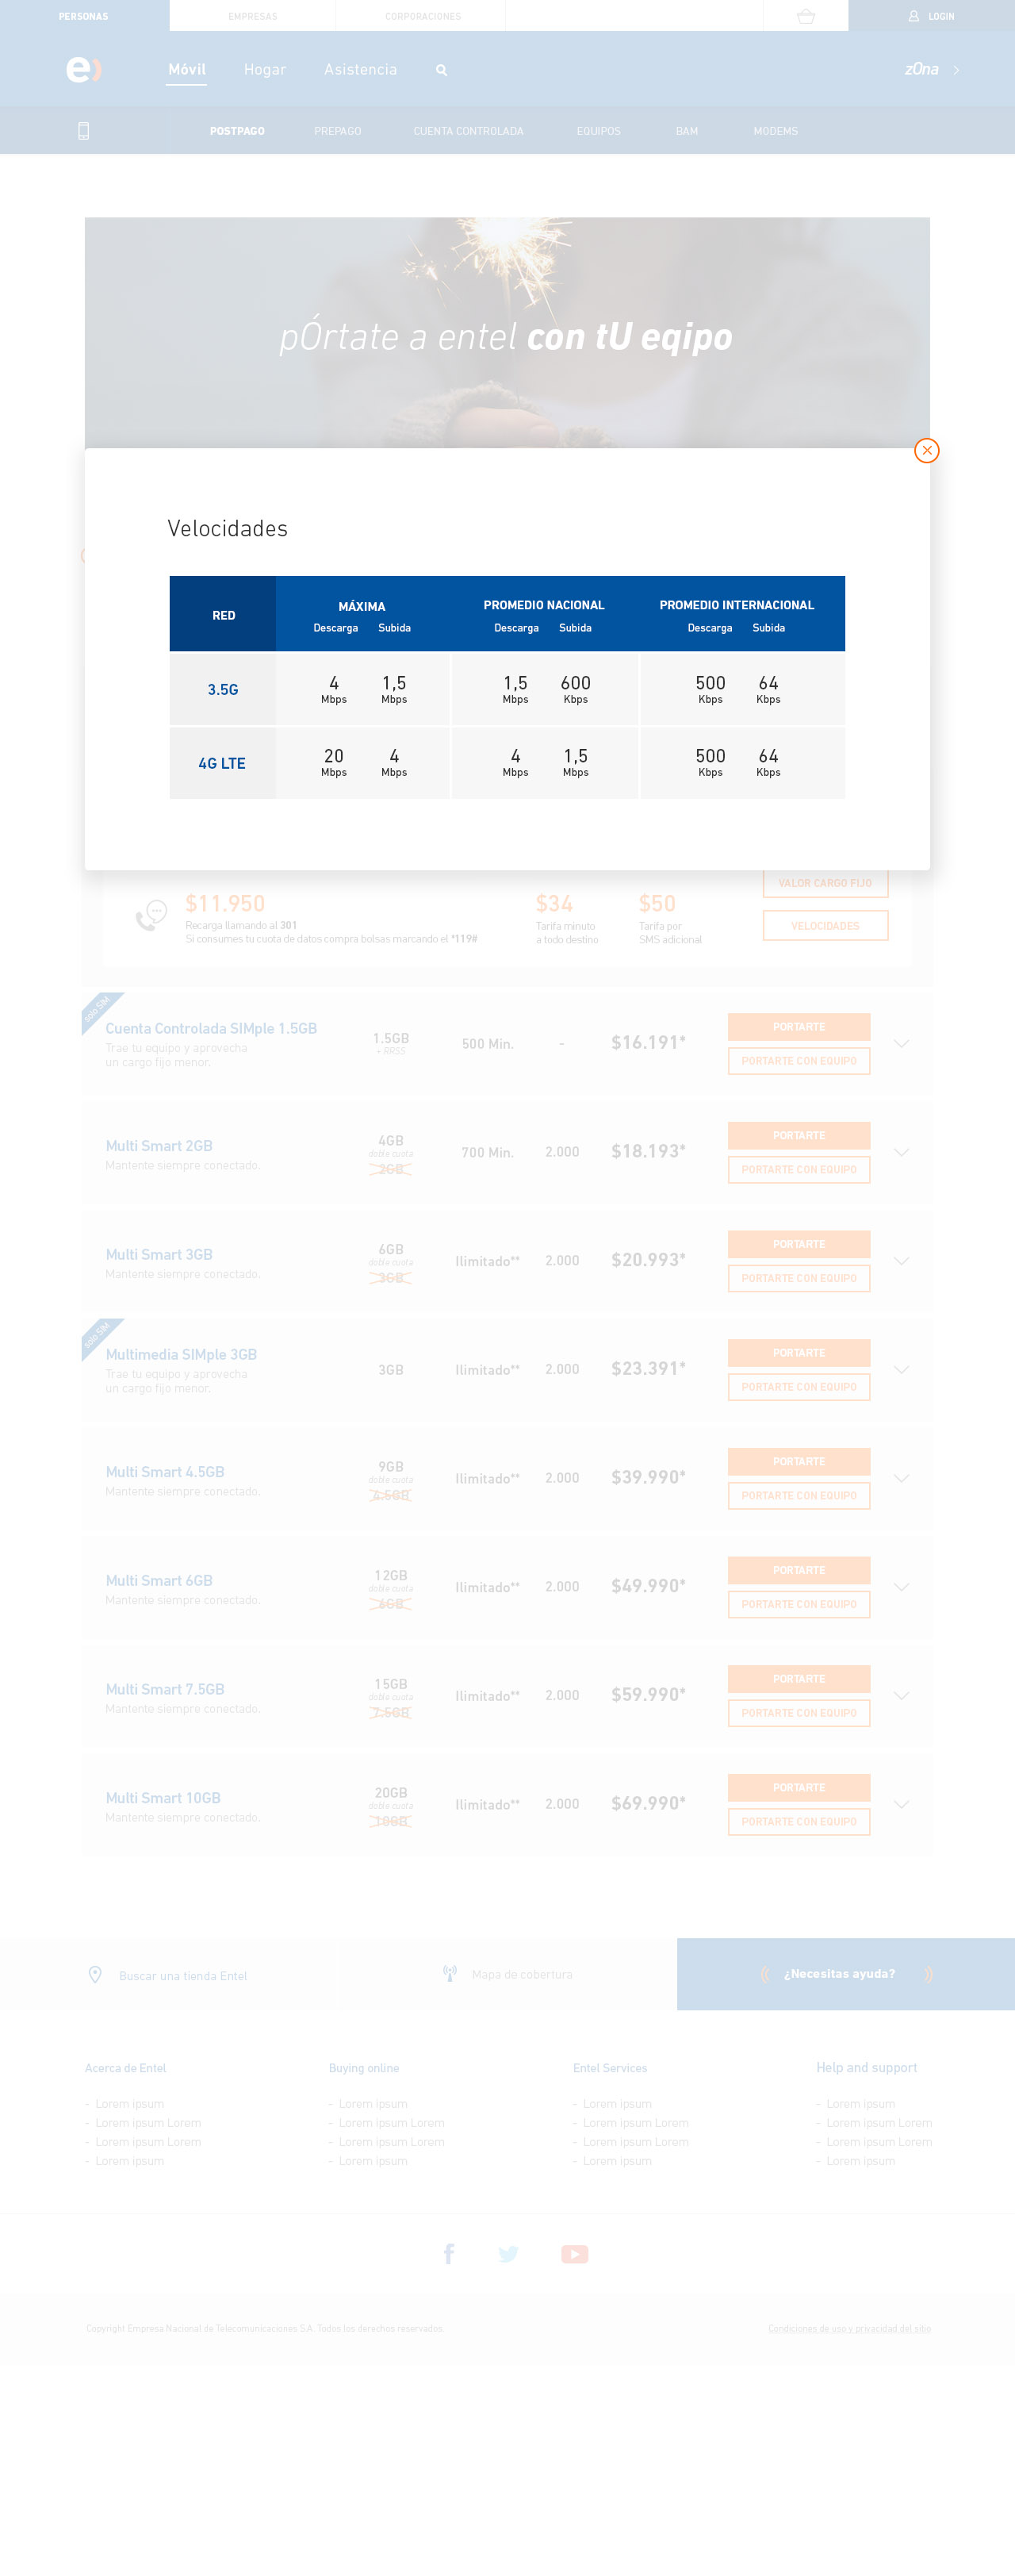 PERSONAS
EMPRESAS
CORPORACIONES
LOGIN
e)
Móvil
Hogar
Asistencia
zOna
POSTPAGO
PREPAGO
CUENTA CONTROLADA
EQUIPOS
BAM
MODEMS
pÓrtate a entel con tU eqipo
Velocidades
RED
MÁXIMA
PROMEDIO NACIONAL
PROMEDIO INTERNACIONAL
Descarga Subida Descarga Subida Descarga Subida
3.5G
4 1,5 1,5 600 500 64
Mbps Mbps Mbps Kbps Kbps Kbps
4G LTE
20 4 4 1,5 500 64
Mbps Mbps Mbps Mbps Kbps Kbps
VALOR CARGO FIJO
$11.950
Recarga llamando al 301
Si consumes tu cuota de datos compra bolsas marcando el *119#
$34
Tarifa minuto
a todo destino
$50
Tarifa por
SMS adicional
VELOCIDADES
solo SIM
Cuenta Controlada SIMple 1.5GB
Trae tu equipo y aprovecha
un cargo fijo menor.
1.5GB
+ RRSS
500 Min.
-
$16.191*
PORTARTE
PORTARTE CON EQUIPO
Multi Smart 2GB
Mantente siempre conectado.
4GB
doble cuota
2GB
700 Min.
2.000
$18.193*
PORTARTE
PORTARTE CON EQUIPO
Multi Smart 3GB
Mantente siempre conectado.
6GB
doble cuota
3GB
Ilimitado**
2.000
$20.993*
PORTARTE
PORTARTE CON EQUIPO
solo SIM
Multimedia SIMple 3GB
Trae tu equipo y aprovecha
un cargo fijo menor.
3GB
Ilimitado**
2.000
$23.391*
PORTARTE
PORTARTE CON EQUIPO
Multi Smart 4.5GB
Mantente siempre conectado.
9GB
doble cuota
4.5GB
Ilimitado**
2.000
$39.990*
PORTARTE
PORTARTE CON EQUIPO
Multi Smart 6GB
Mantente siempre conectado.
12GB
doble cuota
6GB
Ilimitado**
2.000
$49.990*
PORTARTE
PORTARTE CON EQUIPO
Multi Smart 7.5GB
Mantente siempre conectado.
15GB
doble cuota
7.5GB
Ilimitado**
2.000
$59.990*
PORTARTE
PORTARTE CON EQUIPO
Multi Smart 10GB
Mantente siempre conectado.
20GB
doble cuota
10GB
Ilimitado**
2.000
$69.990*
PORTARTE
PORTARTE CON EQUIPO
Buscar una tienda Entel
Mapa de cobertura
¿Necesitas ayuda?
Acerca de Entel
- Lorem ipsum
- Lorem ipsum Lorem
- Lorem ipsum Lorem
- Lorem ipsum
Buying online
- Lorem ipsum
- Lorem ipsum Lorem
- Lorem ipsum Lorem
- Lorem ipsum
Entel Services
- Lorem ipsum
- Lorem ipsum Lorem
- Lorem ipsum Lorem
- Lorem ipsum
Help and support
- Lorem ipsum
- Lorem ipsum Lorem
- Lorem ipsum Lorem
- Lorem ipsum
Copyright Empresa Nacional de Telecomunicaciones S.A. Todos los derechos reservados.
Condiciones de uso y privacidad del sitio